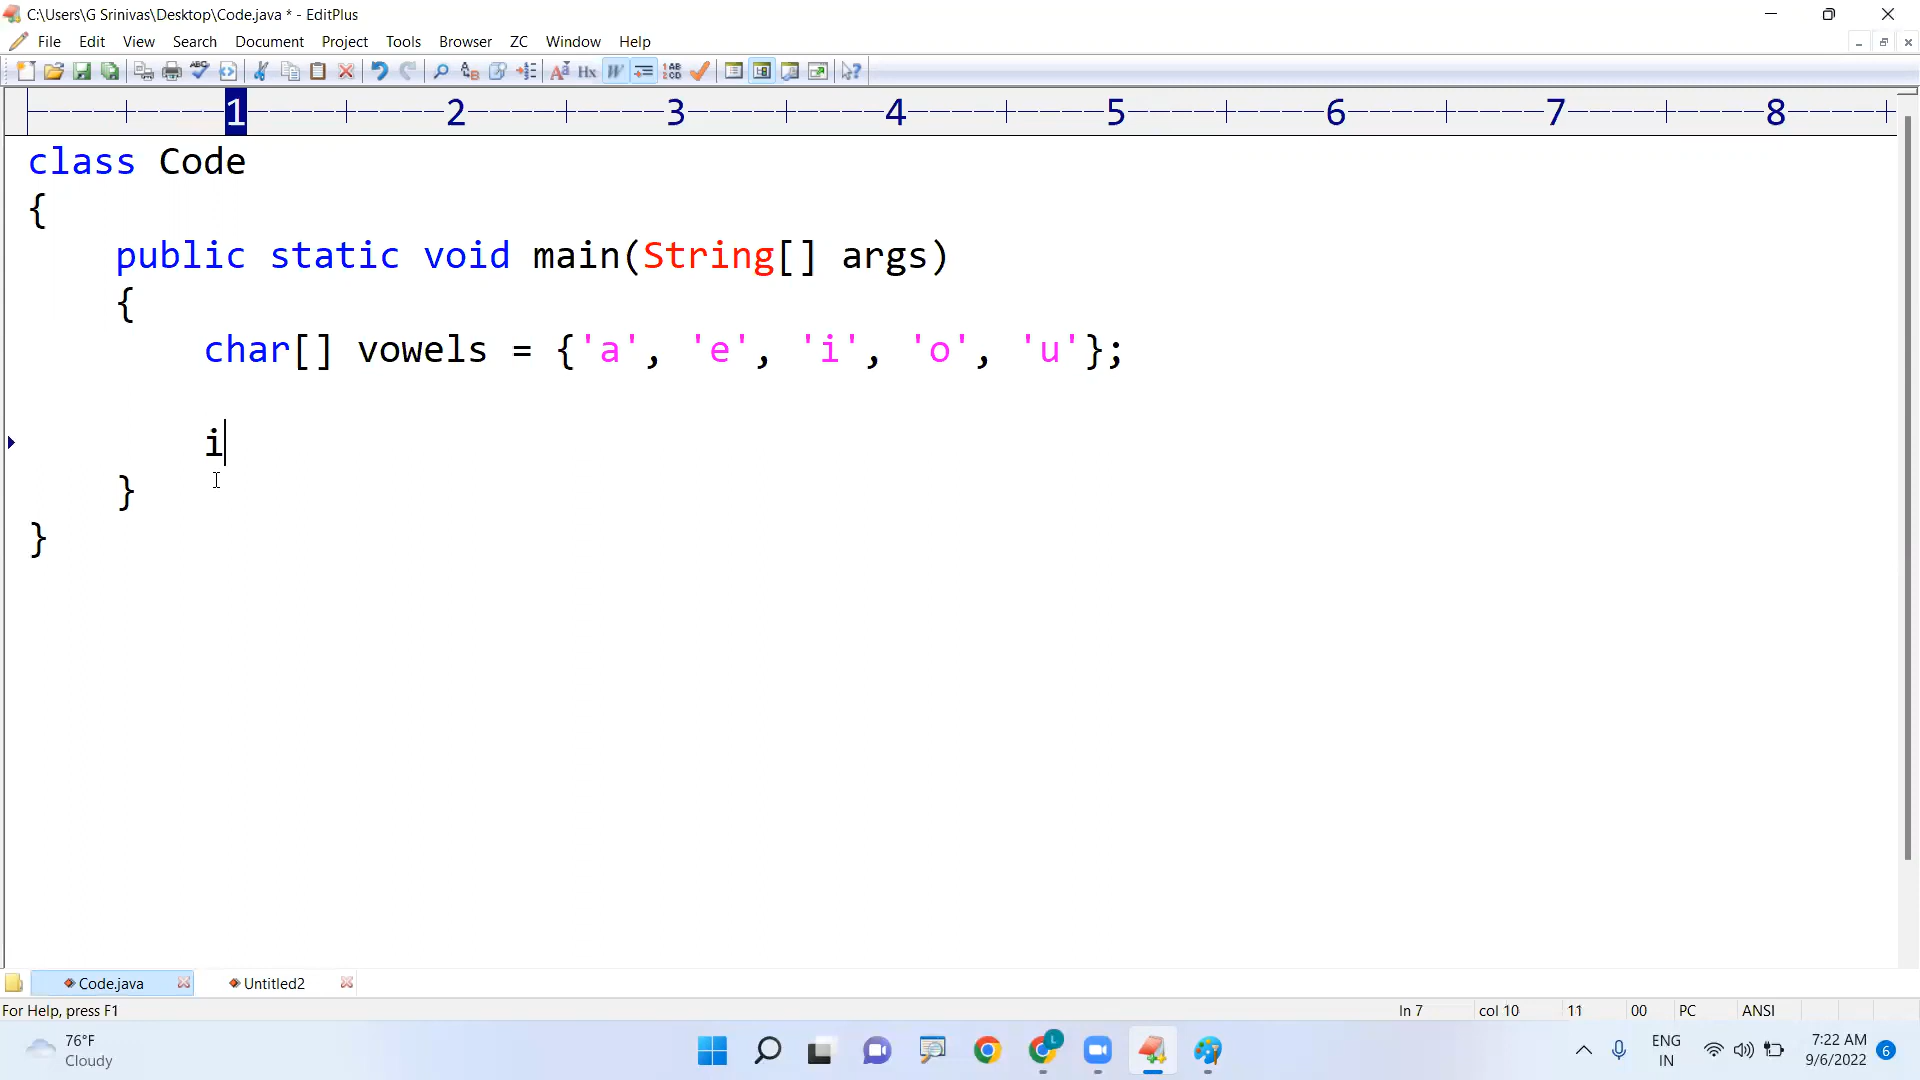 C:\Users\G Srinivas\Desktop\Code.java * - EditPlus
File Edit View Search Document Project Tools Browser ZC Window Help
1 2 3 4 5 6 7 8
class Code
{
public static void main(String[] args)
{
char[] vowels = {'a', 'e', 'i', 'o', 'u'};
i
}
}
Code.java Untitled2
For Help, press F1 ln 7 col 10 11 00 PC ANSI
76°F
Cloudy
ENG
IN
7:22 AM
9/6/2022
6